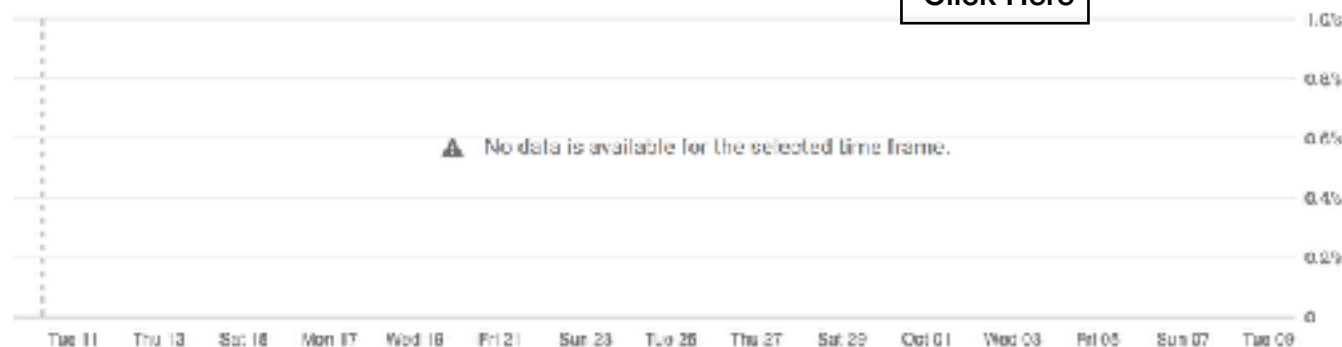 Click Here
1.0%
0.8%
No data is available for the selected time frame.
0.6%
0.4%
0.2%
0
Tue 11 Thu 13 Sat 15 Mon 17 Wed 19 Fri 21 Sun 23 Tue 25 Thu 27 Sat 29 Oct 01 Wed 03 Fri 05 Sun 07 Tue 09